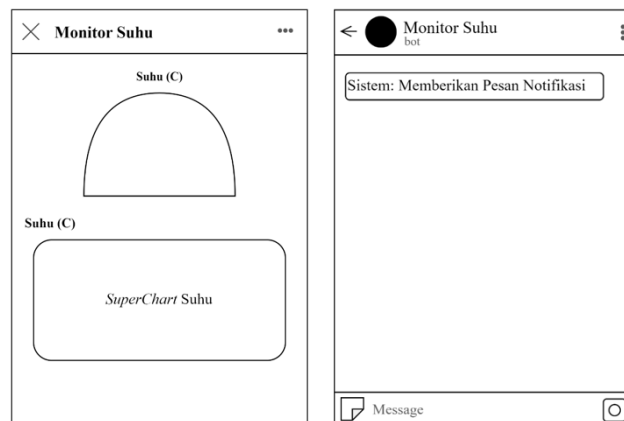 Monitor Suhu
Suhu (C)
Suhu (C)
SuperChart Suhu
Monitor Suhu
bot
Sistem: Memberikan Pesan Notifikasi
Message